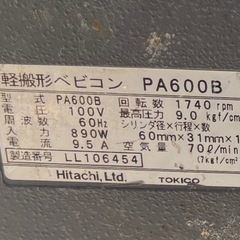 軽搬形ベビコン PA600B
型式 PA600B 回転数 1740 rpm
電圧 100V 最高圧力 9.0 kgf/cm
周波数 60Hz シリンダ径×行程×数
入力 890W 60mm×31mm×1
電流 9.5A 空気量 70ℓ/min
製造番号 LL106454 (7kgf/cm²
Hitachi, Ltd. TOKICO